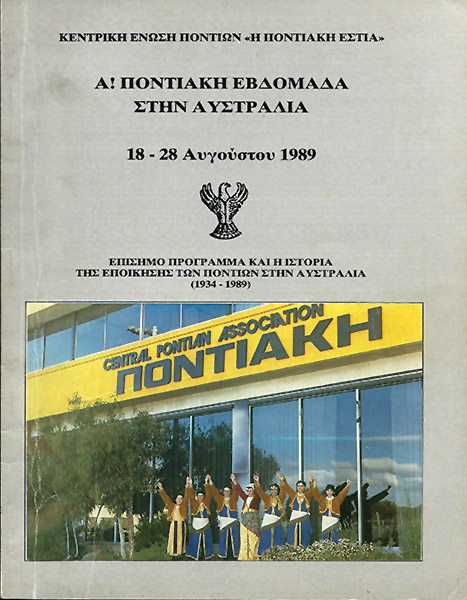 ΚΕΝΤΡΙΚΗ ΕΝΩΣΗ ΠΟΝΤΙΩΝ «Η ΠΟΝΤΙΑΚΗ ΕΣΤΙΑ»
Α! ΠΟΝΤΙΑΚΗ ΕΒΔΟΜΑΔΑ
ΣΤΗΝ ΑΥΣΤΡΑΛΙΑ
18 - 28 Αυγούστου 1989
ΕΠΙΣΗΜΟ ΠΡΟΓΡΑΜΜΑ ΚΑΙ Η ΙΣΤΟΡΙΑ
ΤΗΣ ΕΠΟΙΚΗΣΗΣ ΤΩΝ ΠΟΝΤΙΩΝ ΣΤΗΝ ΑΥΣΤΡΑΛΙΑ
(1934 - 1989)
CENTRAL PONTIAN ASSOCIATION
ΠΟΝΤΙΑΚΗ